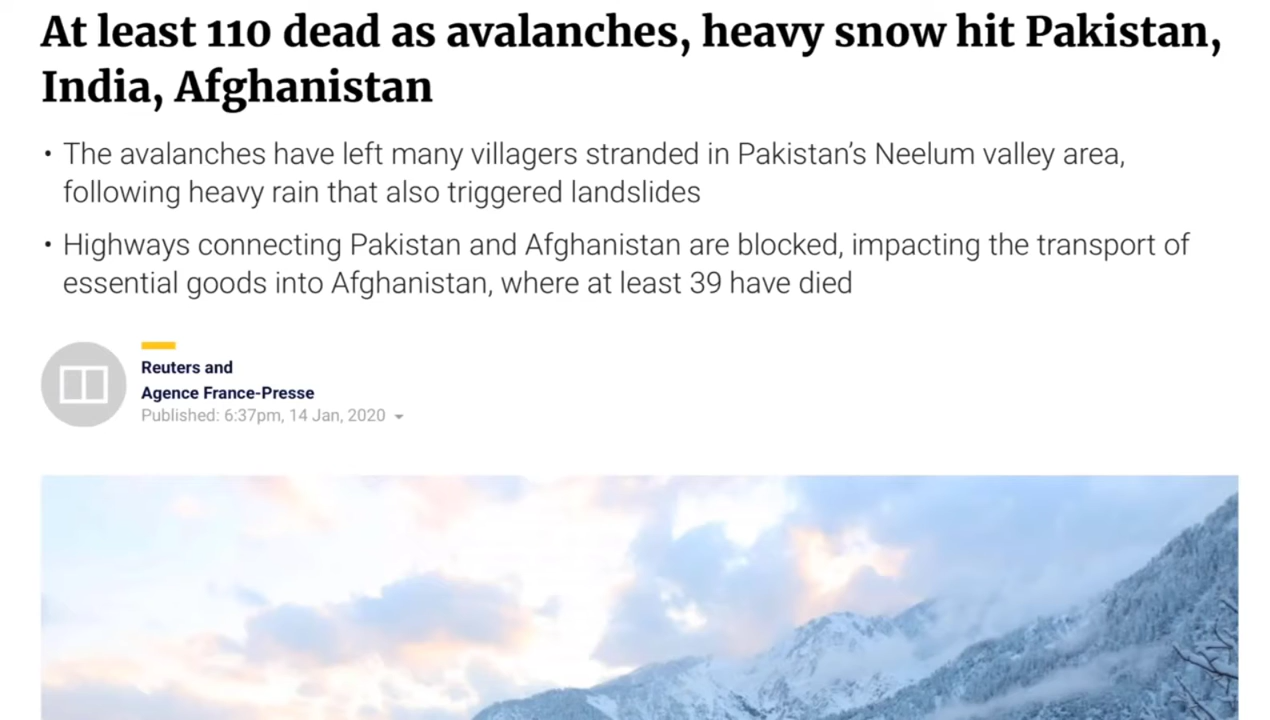 At least 110 dead as avalanches, heavy snow hit Pakistan,
India, Afghanistan
• The avalanches have left many villagers stranded in Pakistan’s Neelum valley area,
following heavy rain that also triggered landslides
• Highways connecting Pakistan and Afghanistan are blocked, impacting the transport of
essential goods into Afghanistan, where at least 39 have died
Reuters and
Agence France-Presse
Published: 6:37pm, 14 Jan, 2020